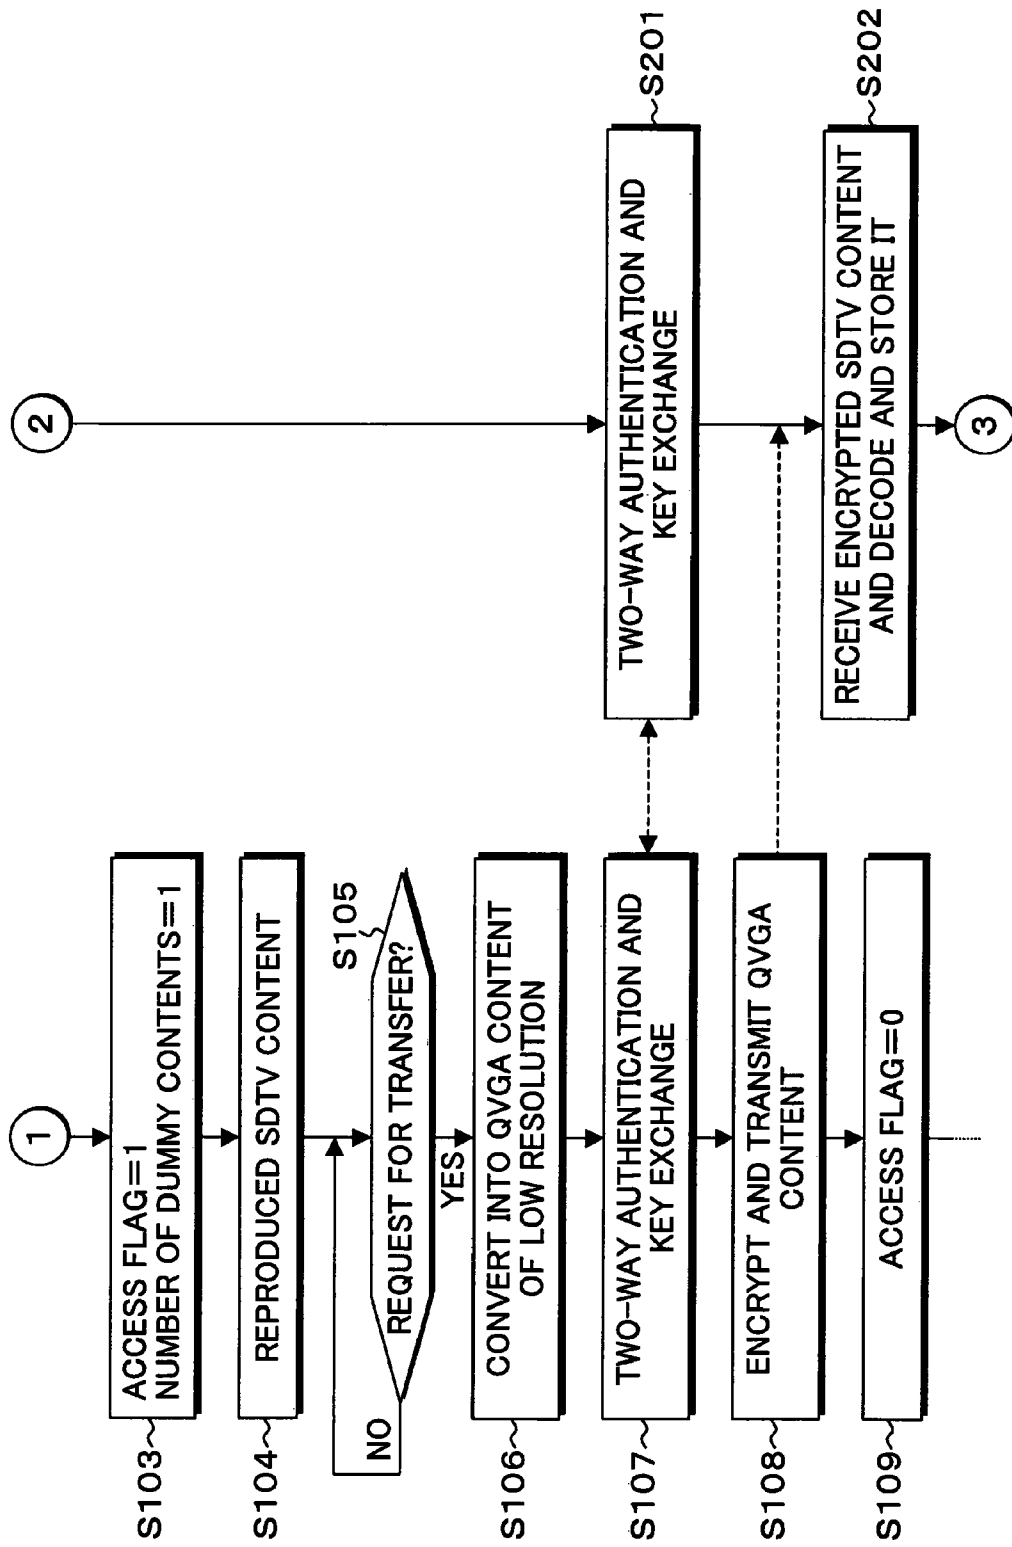 1
S103
ACCESS FLAG=1
NUMBER OF DUMMY CONTENTS=1
S104
REPRODUCED SDTV CONTENT
S105
REQUEST FOR TRANSFER?
NO
YES
S106
CONVERT INTO QVGA CONTENT
OF LOW RESOLUTION
S107
TWO-WAY AUTHENTICATION AND
KEY EXCHANGE
S108
ENCRYPT AND TRANSMIT QVGA
CONTENT
S109
ACCESS FLAG=0
2
TWO-WAY AUTHENTICATION AND
KEY EXCHANGE
S201
RECEIVE ENCRYPTED SDTV CONTENT
AND DECODE AND STORE IT
S202
3